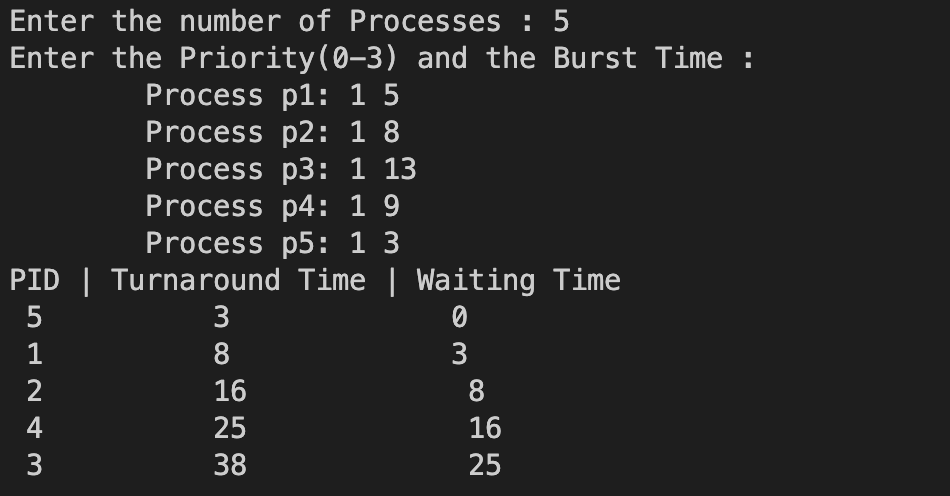 Enter the number of Processes : 5
Enter the Priority(0-3) and the Burst Time :
        Process p1: 1 5
        Process p2: 1 8
        Process p3: 1 13
        Process p4: 1 9
        Process p5: 1 3
PID | Turnaround Time | Waiting Time
 5          3             0
 1          8             3
 2          16             8
 4          25             16
 3          38             25